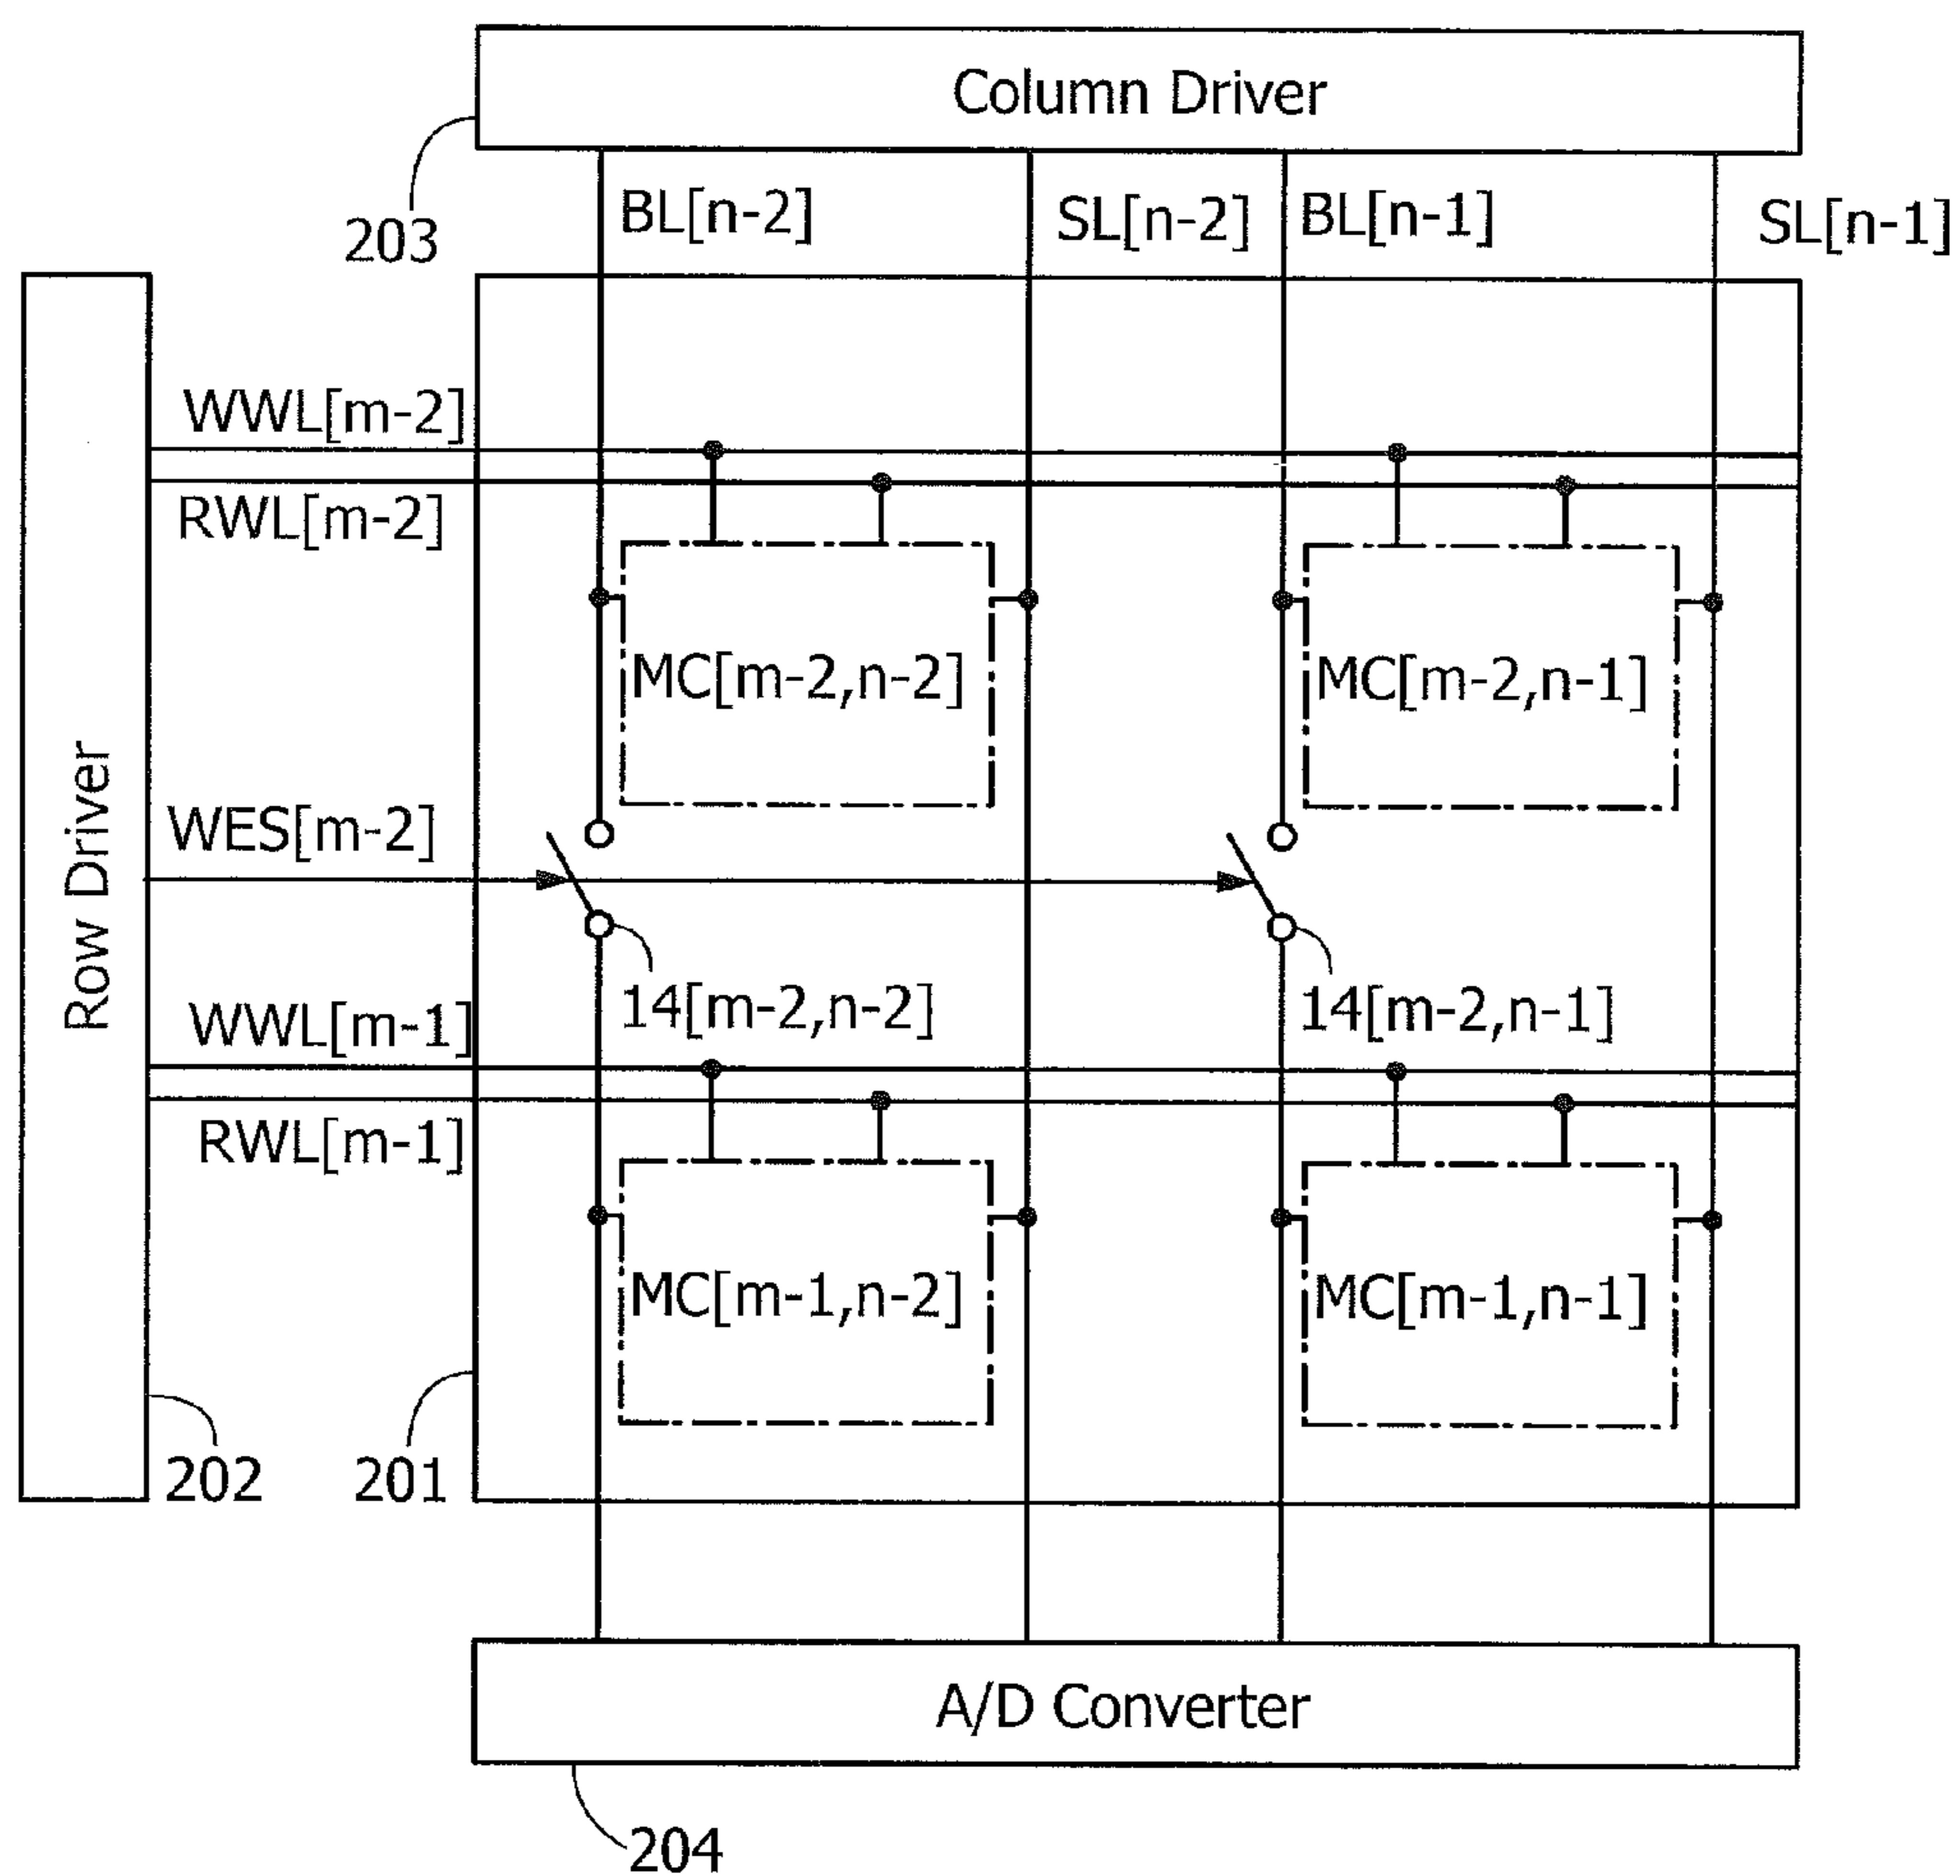 Column Driver
203
BL[n-2]
SL[n-2]
BL[n-1]
SL[n-1]
WWL[m-2]
RWL[m-2]
MC[m-2,n-2]
MC[m-2,n-1]
Row Driver
WES[m-2]
14[m-2,n-2]
14[m-2,n-1]
WWL[m-1]
RWL[m-1]
MC[m-1,n-2]
MC[m-1,n-1]
202
201
A/D Converter
204